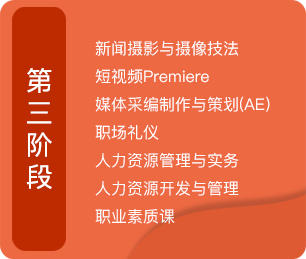 第三阶段
新闻摄影与摄像技法
短视频Premiere
媒体采编制作与策划(AE)
职场礼仪
人力资源管理与实务
人力资源开发与管理
职业素质课